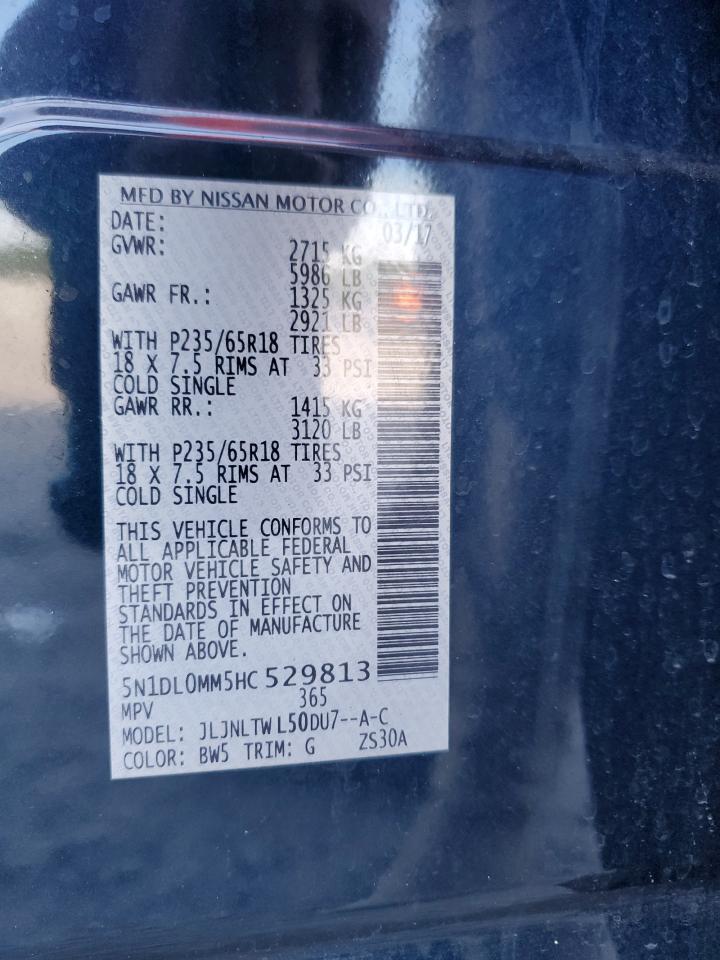 MFD BY NISSAN MOTOR CO., LTD.
DATE: 03/17
GVWR: 2715 KG
5986 LB
GAWR FR.: 1325 KG
2921 LB
WITH P235/65R18 TIRES
18 X 7.5 RIMS AT 33 PSI
COLD SINGLE
GAWR RR.: 1415 KG
3120 LB
WITH P235/65R18 TIRES
18 X 7.5 RIMS AT 33 PSI
COLD SINGLE
THIS VEHICLE CONFORMS TO
ALL APPLICABLE FEDERAL
MOTOR VEHICLE SAFETY AND
THEFT PREVENTION
STANDARDS IN EFFECT ON
THE DATE OF MANUFACTURE
SHOWN ABOVE.
5N1DL0MM5HC 529813
MPV 365
MODEL: JLJNLTW L50DU7--A-C
COLOR: BW5 TRIM: G ZS30A